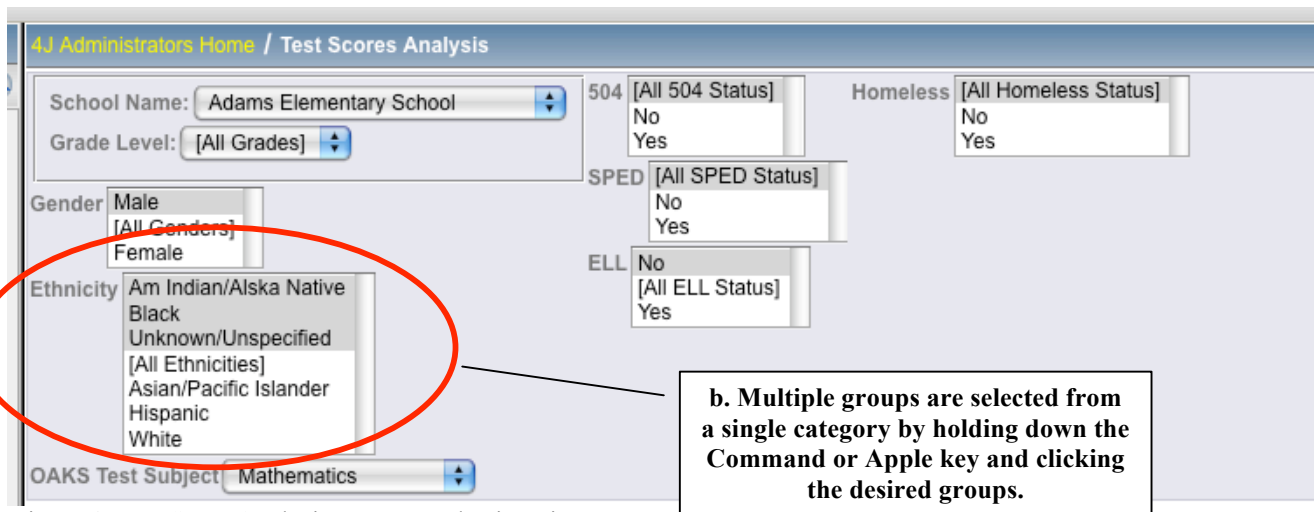 4J Administrators Home / Test Scores Analysis
School Name: Adams Elementary School
Grade Level: [All Grades]
Gender Male
[All Genders]
Female
Ethnicity Am Indian/Alska Native
Black
Unknown/Unspecified
[All Ethnicities]
Asian/Pacific Islander
Hispanic
White
OAKS Test Subject Mathematics
504 [All 504 Status]
No
Yes
SPED [All SPED Status]
No
Yes
ELL No
[All ELL Status]
Yes
Homeless [All Homeless Status]
No
Yes
b. Multiple groups are selected from
a single category by holding down the
Command or Apple key and clicking
the desired groups.